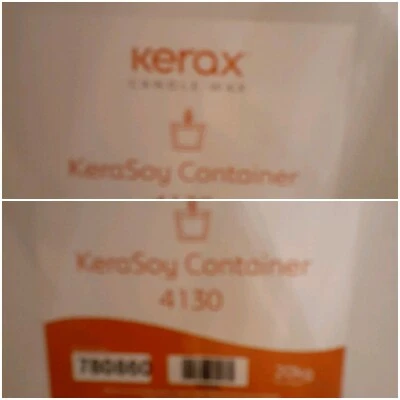 Kerax
CANDLE WAX
KeraSoy Container
KeraSoy Container
4130
780860
20kg